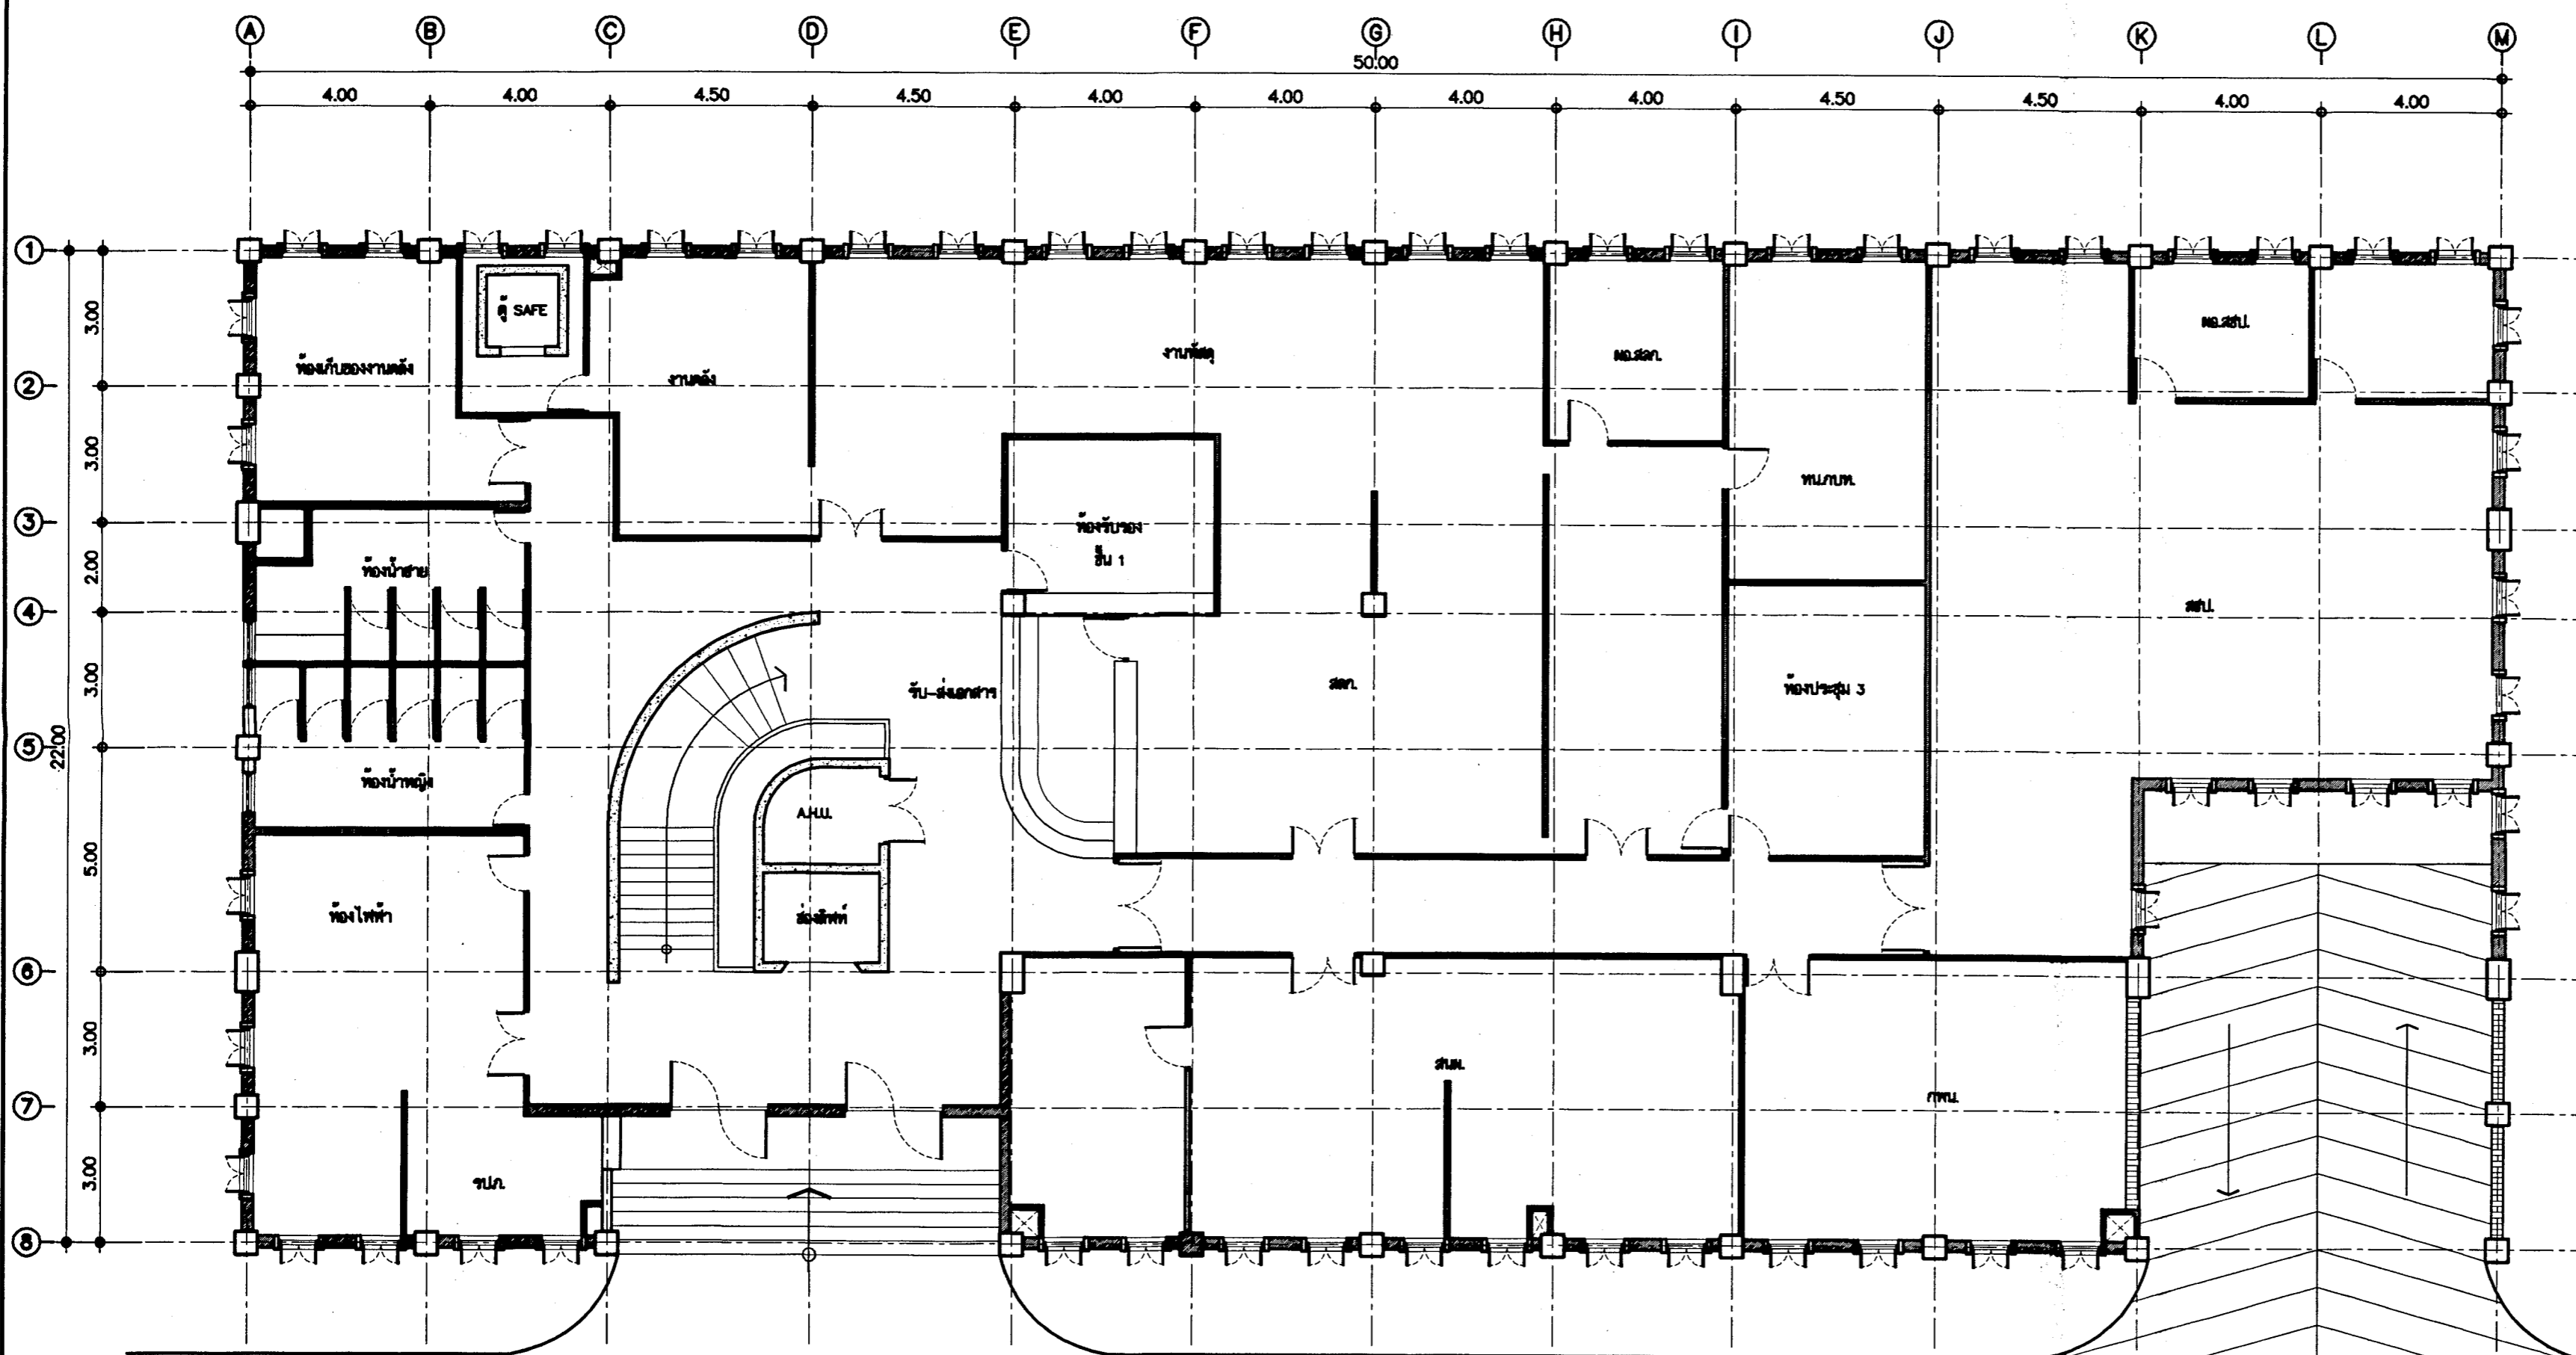 A B C D E F G H I J K L M
50.00
4.00 4.00 4.50 4.50 4.00 4.00 4.00 4.00 4.50 4.50 4.00 4.00
1
3.00
ตู้ SAFE
ห้องเก็บของงานคลัง
งานคลัง
งานพัสดุ
ผอ.สลก.
ผอ.สชป.
2
3.00
ทน.กบท.
3
ห้องรับรอง
ชั้น 1
2.00
ห้องน้ำชาย
4
สชป.
3.00
รับ-ส่งเอกสาร
สลก.
ห้องประชุม 3
5
22.00
ห้องน้ำหญิง
A.H.U.
5.00
ห้องไฟฟ้า
ช่องลิฟท์
6
3.00
สนผ.
กพน.
7
3.00
รปภ.
8